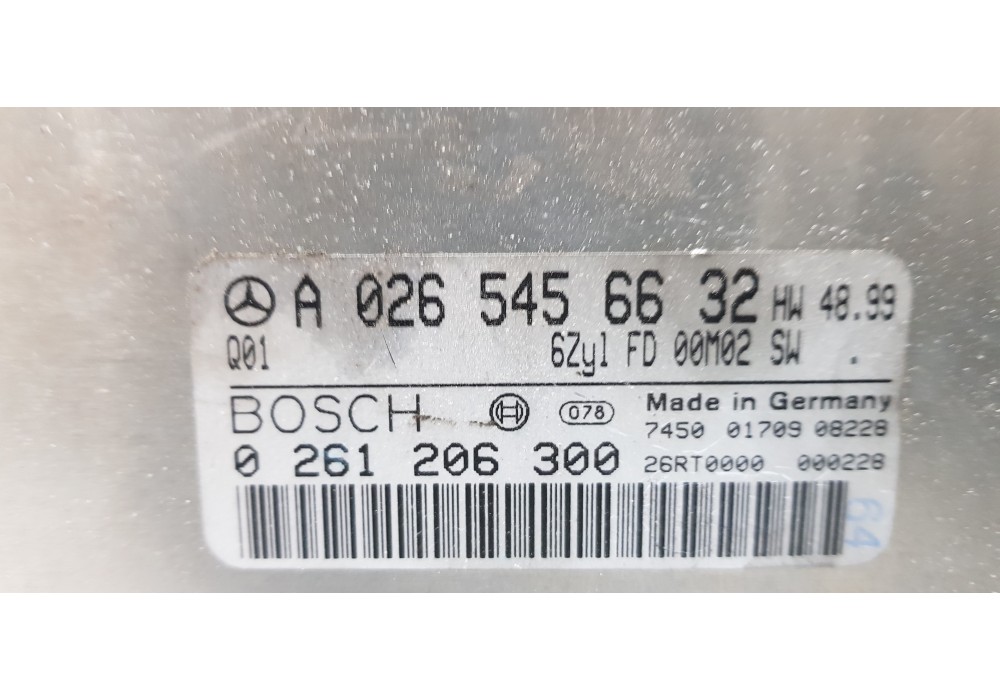 A 026 545 66 32 HW 48.99
Q01 6Zyl FD 00M02 SW .
BOSCH 078 Made in Germany
7450 01709 08228
0 261 206 300 26RT0000 000228
64